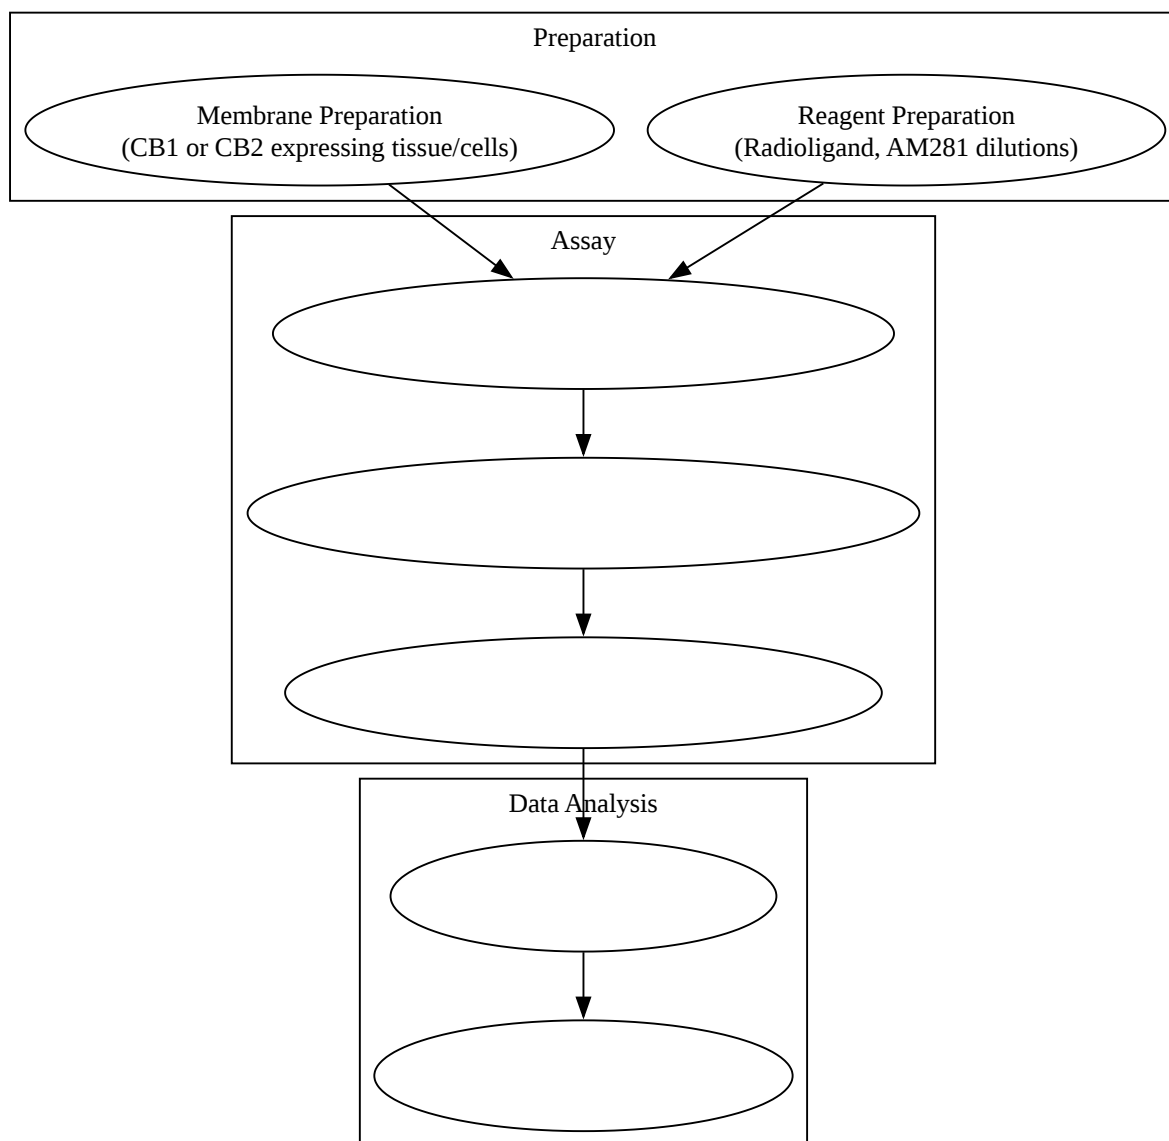 Preparation
Membrane Preparation
(CB1 or CB2 expressing tissue/cells)
Reagent Preparation
(Radioligand, AM281 dilutions)
Assay
Data Analysis